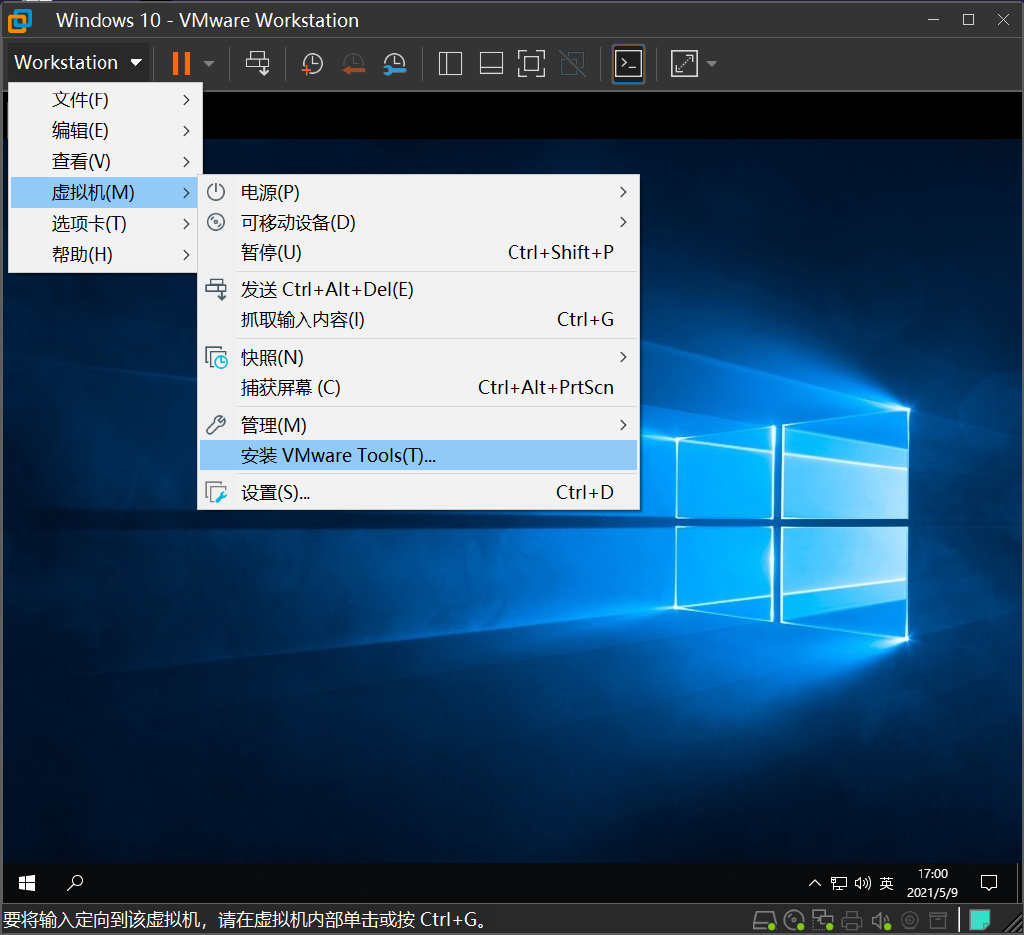 Windows 10 - VMware Workstation
Workstation
文件(F)
编辑(E)
查看(V)
虚拟机(M)
选项卡(T)
帮助(H)
电源(P)
可移动设备(D)
暂停(U) Ctrl+Shift+P
发送 Ctrl+Alt+Del(E)
抓取输入内容(I) Ctrl+G
快照(N)
捕获屏幕 (C) Ctrl+Alt+PrtScn
管理(M)
安装 VMware Tools(T)...
设置(S)... Ctrl+D
英
17:00
2021/5/9
要将输入定向到该虚拟机，请在虚拟机内部单击或按 Ctrl+G。